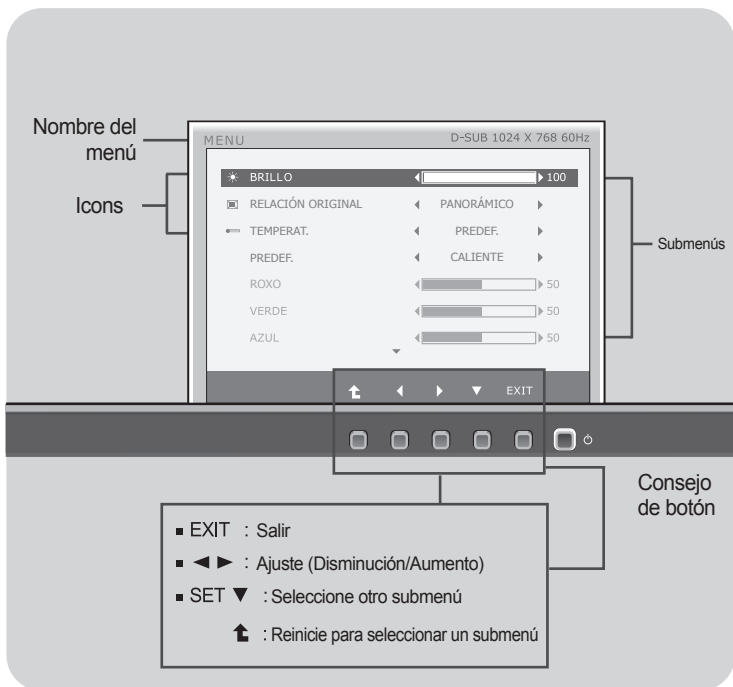 Nombre del
menú
MENU D-SUB 1024 X 768 60Hz
BRILLO 100
Icons
RELACIÓN ORIGINAL PANORÁMICO
TEMPERAT. PREDEF.
Submenús
PREDEF. CALIENTE
ROXO 50
VERDE 50
AZUL 50
EXIT
Consejo
de botón
■ EXIT : Salir
■ ◄ ► : Ajuste (Disminución/Aumento)
■ SET ▼ : Seleccione otro submenú
: Reinicie para seleccionar un submenú